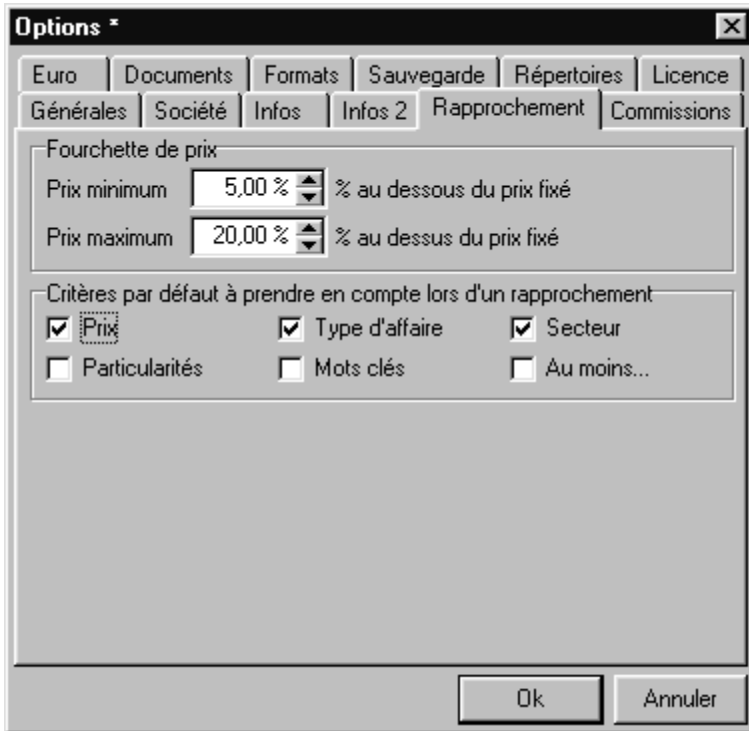 Options *
Euro Documents Formats Sauvegarde Répertoires Licence
Générales Société Infos Infos 2 Rapprochement Commissions
Fourchette de prix
Prix minimum 5,00 % % au dessous du prix fixé
Prix maximum 20,00 % % au dessus du prix fixé
Critères par défaut à prendre en compte lors d'un rapprochement
Prix Type d'affaire Secteur
Particularités Mots clés Au moins...
Ok Annuler